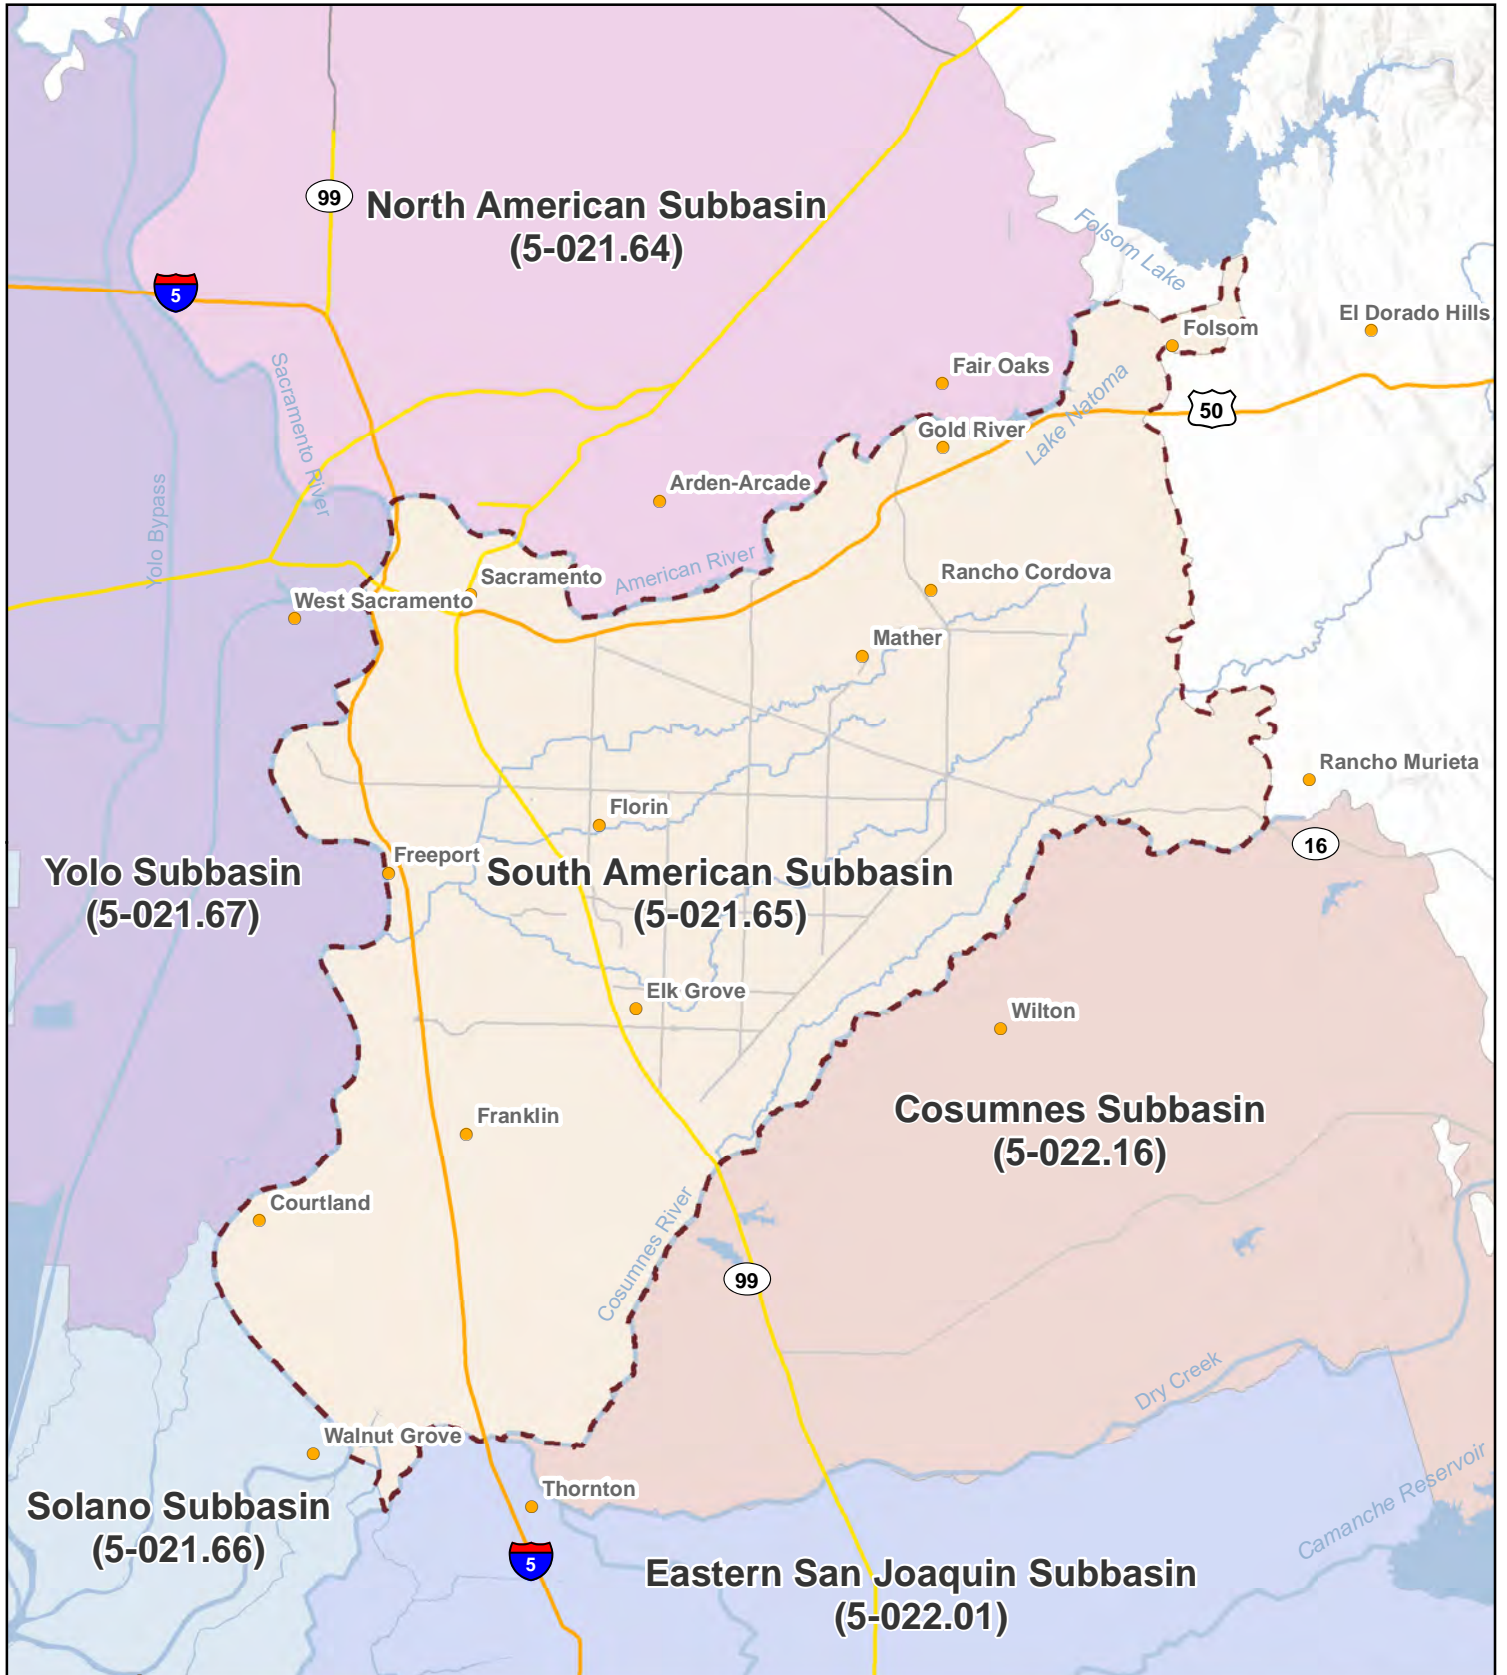 99
North American Subbasin
(5-021.64)
Folsom Lake
5
El Dorado Hills
Folsom
Sacramento River
Fair Oaks
Lake Natoma
50
Gold River
Yolo Bypass
Arden-Arcade
American River
Sacramento
Rancho Cordova
West Sacramento
Mather
Rancho Murieta
Florin
16
Freeport
Yolo Subbasin
(5-021.67)
South American Subbasin
(5-021.65)
Elk Grove
Wilton
Franklin
Cosumnes Subbasin
(5-022.16)
Courtland
Cosumnes River
99
Dry Creek
Walnut Grove
Thornton
Camanche Reservoir
Solano Subbasin
(5-021.66)
5
Eastern San Joaquin Subbasin
(5-022.01)